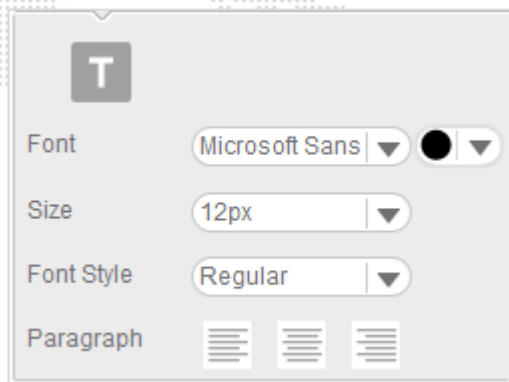 T
Font Microsoft Sans
Size 12px
Font Style Regular
Paragraph